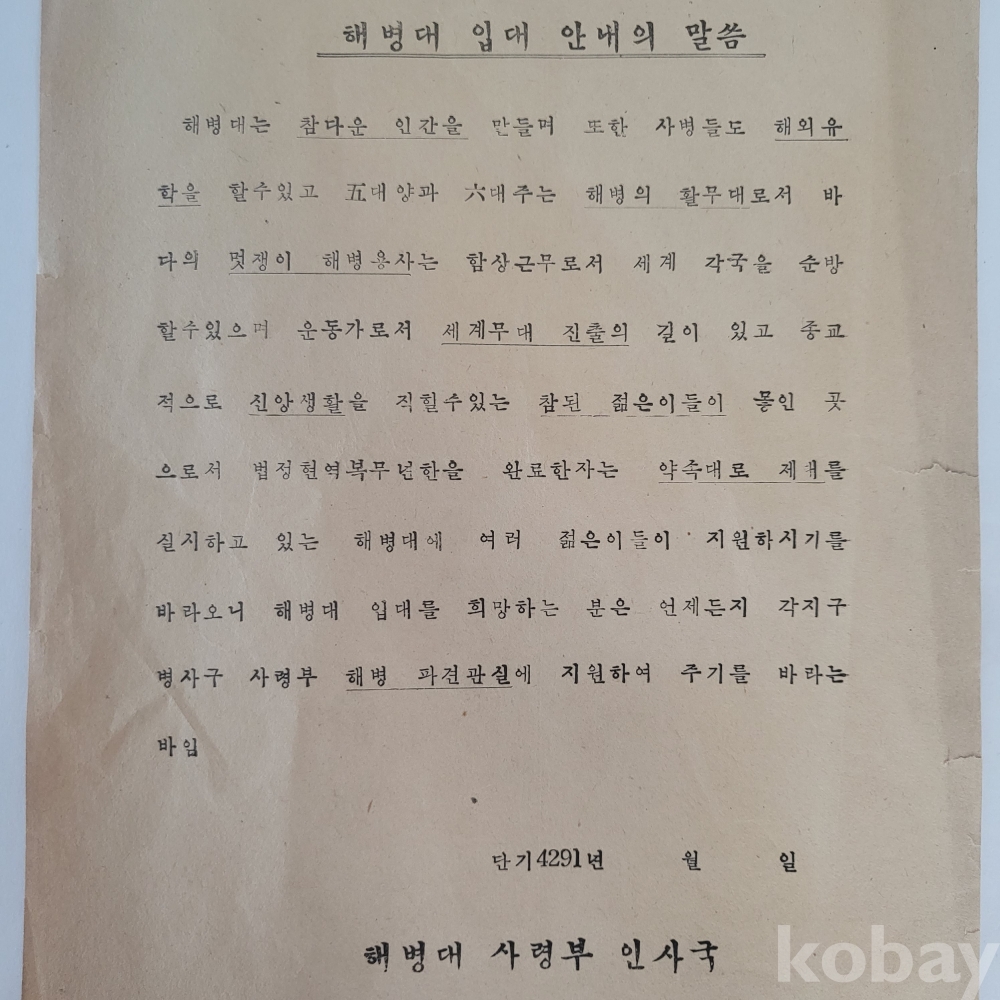 해병대 입대 안내의 말씀
해병대는 참다운 인간을 만들며 또한 사병들도 해외유
학을 할수있고 五대양과 六대주는 해병의 활무대로서 바
다의 멋쟁이 해병용사는 함상근무로서 세계 각국을 순방
할수있으며 운동가로서 세계무대 진출의 길이 있고 종교
적으로 신앙생활을 직힐수있는 참된 젊은이들이 몽인 곳
으로서 법정현역복무년한을 완료한자는 약속대로 제대를
실시하고 있는 해병대에 여러 젊은이들이 지원하시기를
바라오니 해병대 입대를 희망하는 분은 언제든지 각지구
병사구 사령부 해병 파견관실에 지원하여 주기를 바라는
바임
단기4291년 월 일
해병대 사령부 인사국
kobay